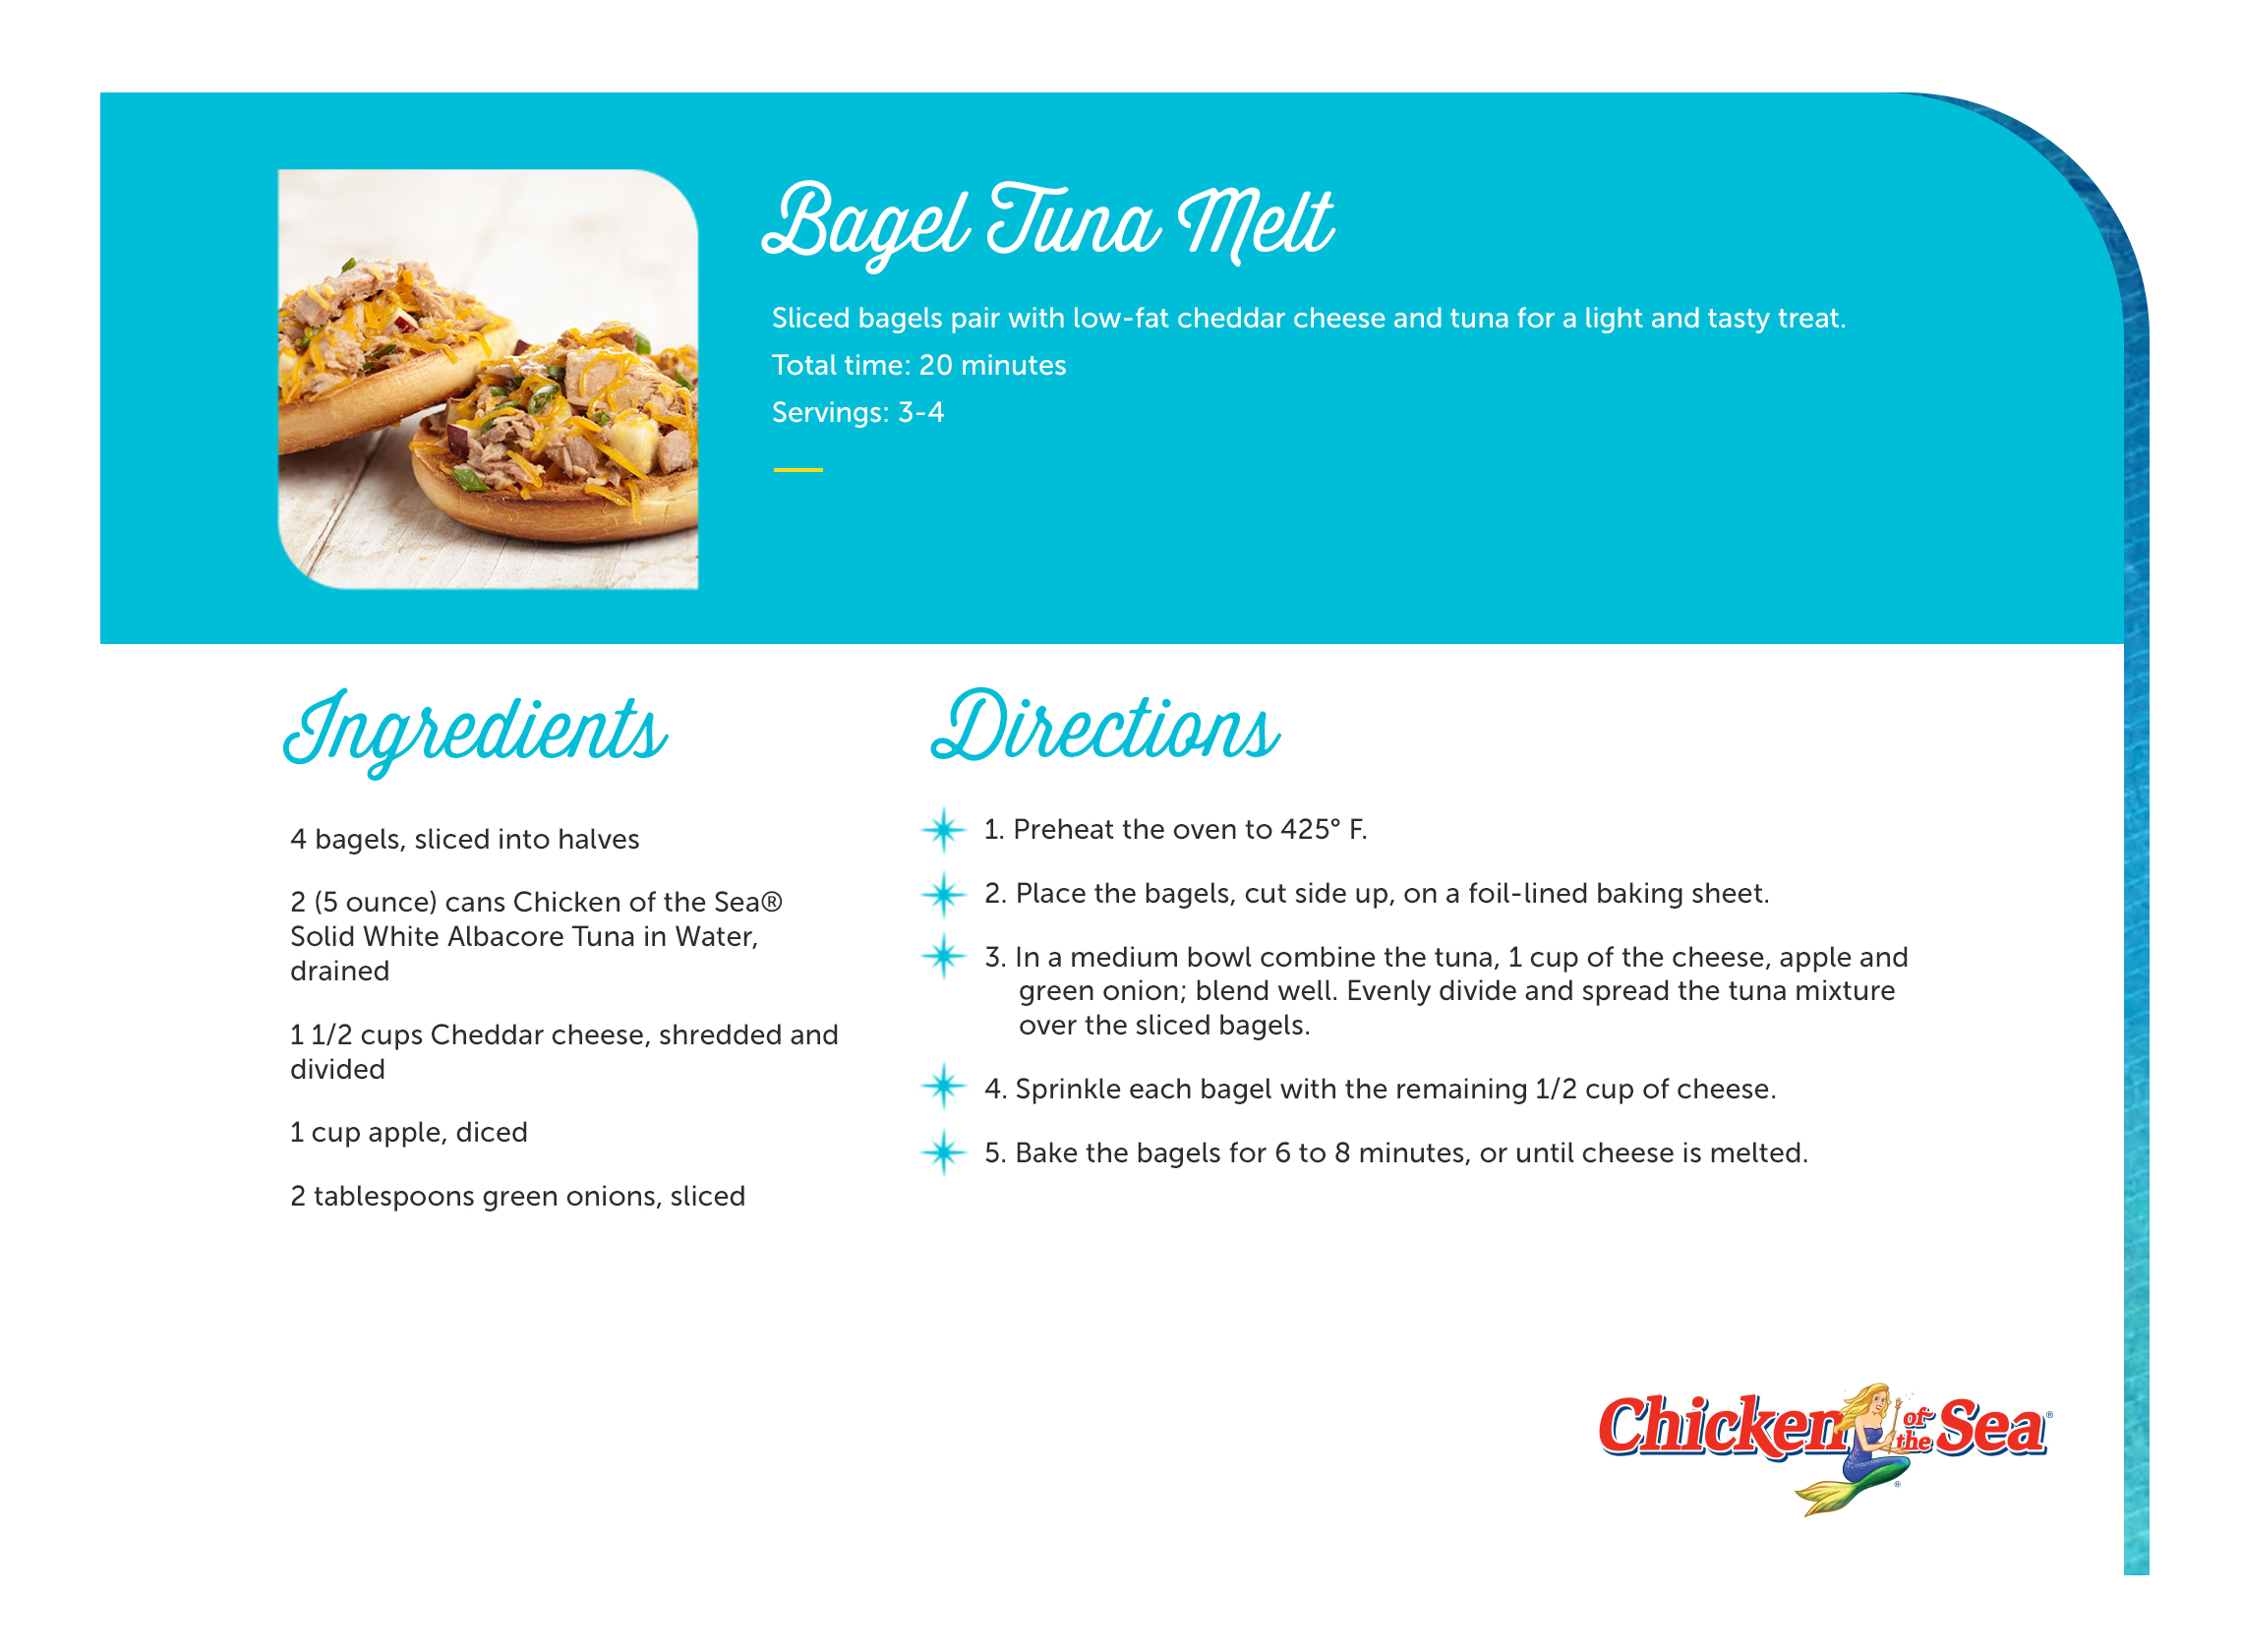 Bagel Tuna Melt
Sliced bagels pair with low-fat cheddar cheese and tuna for a light and tasty treat.
Total time: 20 minutes
Servings: 3-4
Ingredients
4 bagels, sliced into halves
2 (5 ounce) cans Chicken of the Sea®
Solid White Albacore Tuna in Water,
drained
1 1/2 cups Cheddar cheese, shredded and
divided
1 cup apple, diced
2 tablespoons green onions, sliced
Directions
1. Preheat the oven to 425° F.
2. Place the bagels, cut side up, on a foil-lined baking sheet.
3. In a medium bowl combine the tuna, 1 cup of the cheese, apple and
green onion; blend well. Evenly divide and spread the tuna mixture
over the sliced bagels.
4. Sprinkle each bagel with the remaining 1/2 cup of cheese.
5. Bake the bagels for 6 to 8 minutes, or until cheese is melted.
Chicken of the Sea®
®